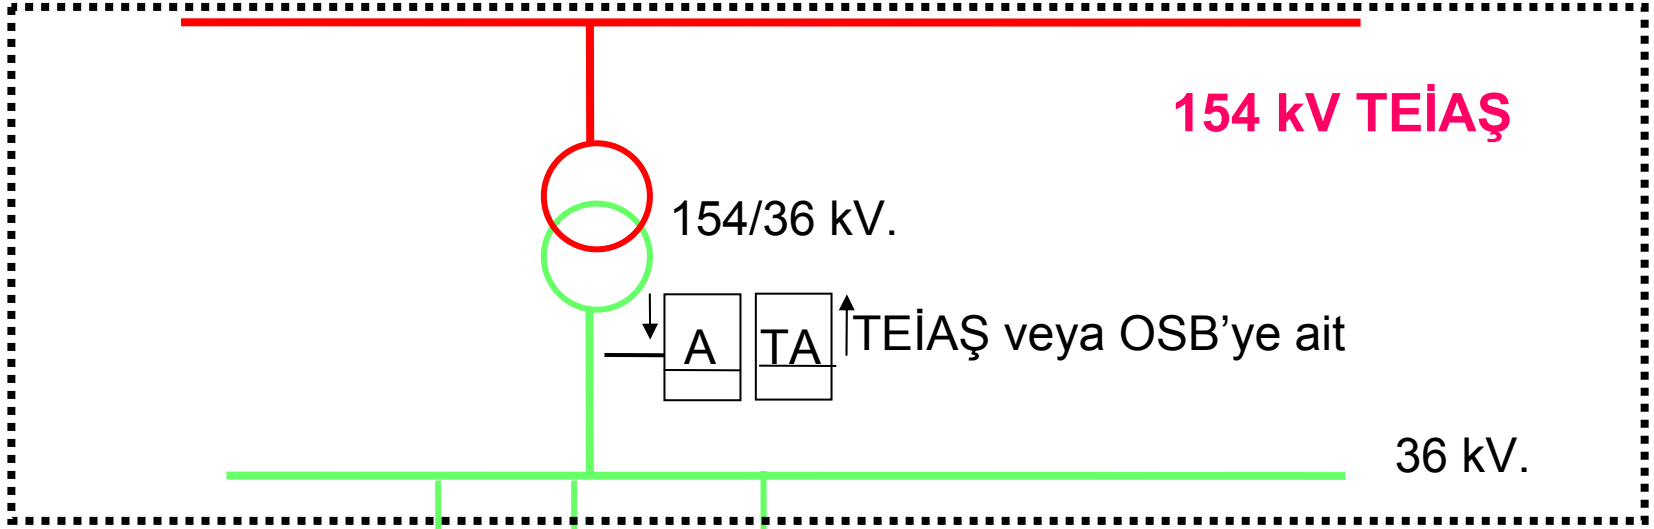 154 kV TEİAŞ
154/36 kV.
A TA TEİAŞ veya OSB’ye ait
36 kV.